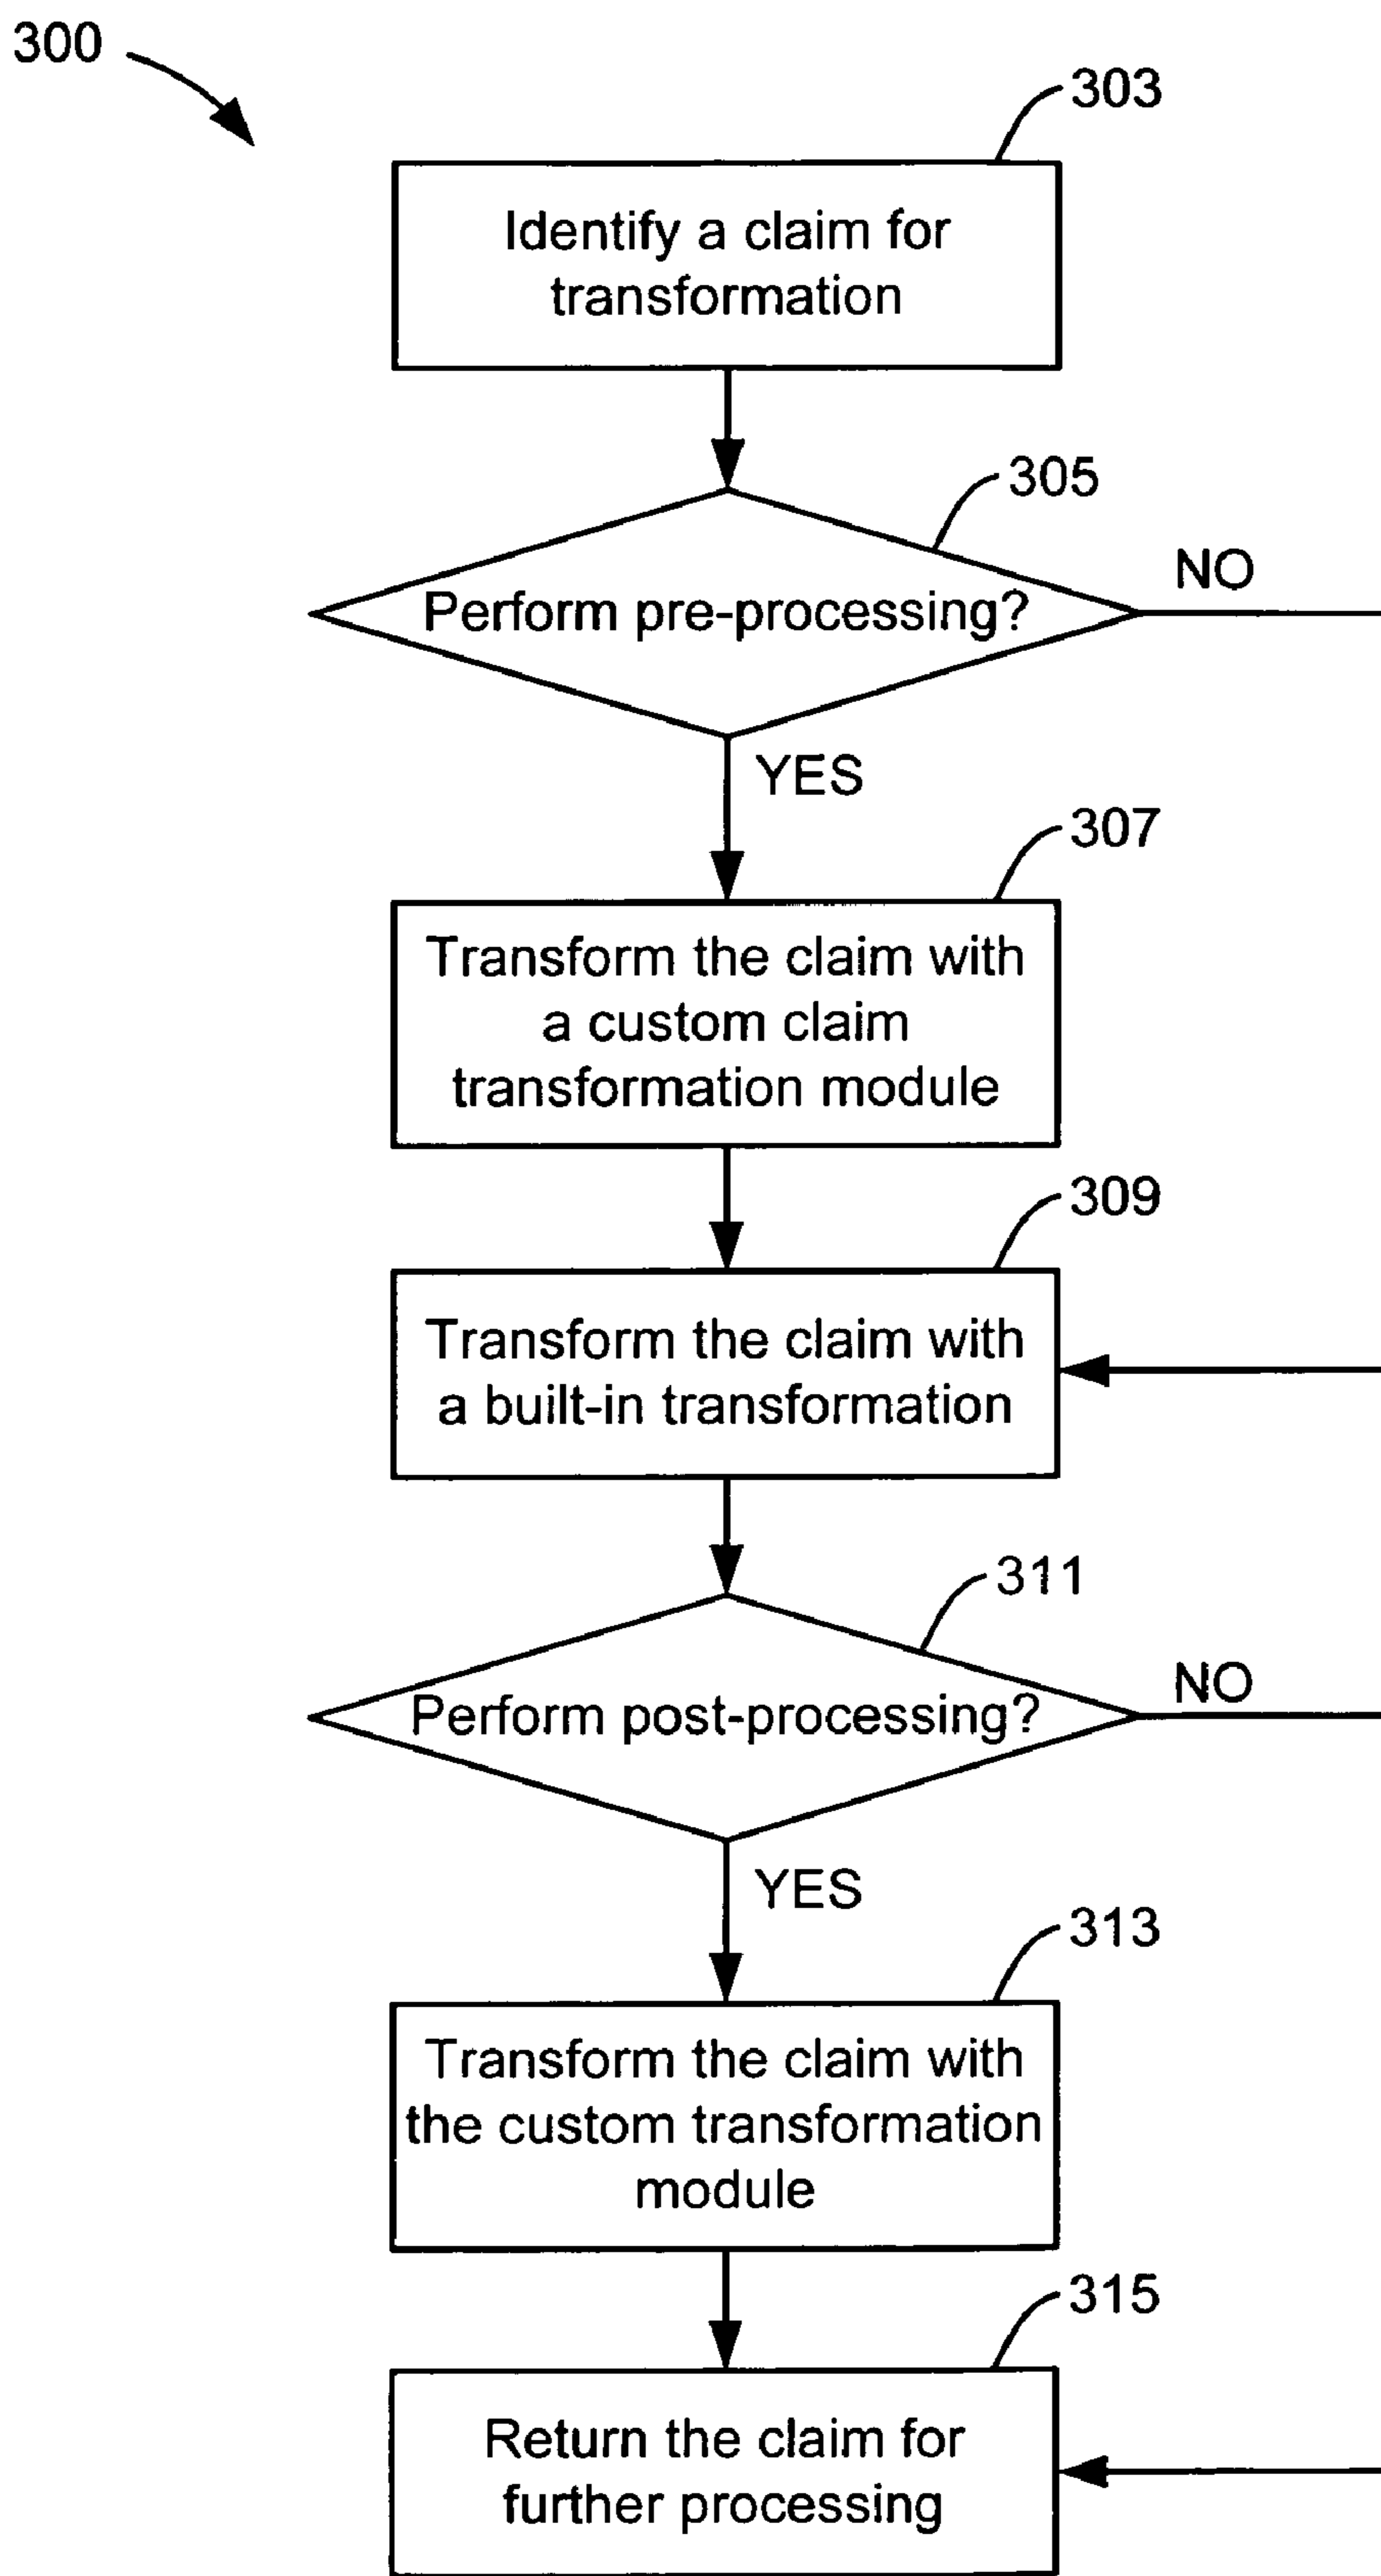 300
303
Identify a claim for
transformation
305
Perform pre-processing?
NO
YES
307
Transform the claim with
a custom claim
transformation module
309
Transform the claim with
a built-in transformation
311
Perform post-processing?
NO
YES
313
Transform the claim with
the custom transformation
module
315
Return the claim for
further processing